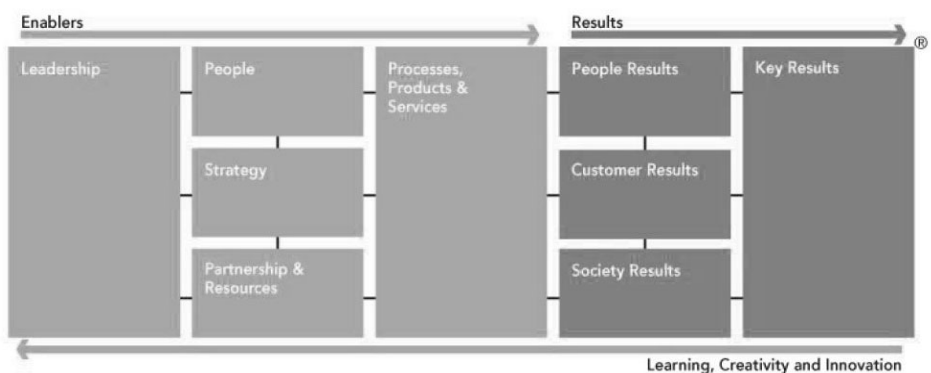 Enablers
Results
®
Leadership
People
Processes,
Products &
Services
People Results
Key Results
Strategy
Customer Results
Partnership &
Resources
Society Results
Learning, Creativity and Innovation